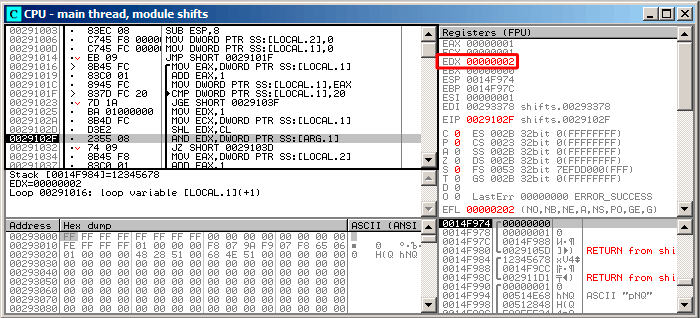 C CPU - main thread, module shifts
00291003 83EC 08 SUB ESP,8
00291006 C745 F8 0000 MOV DWORD PTR SS:[LOCAL.2],0
0029100D C745 FC 0000 MOV DWORD PTR SS:[LOCAL.1],0
00291014 EB 09 JMP SHORT 0029101F
00291016 8B45 FC MOV EAX,DWORD PTR SS:[LOCAL.1]
00291019 83C0 01 ADD EAX,1
0029101C 8945 FC MOV DWORD PTR SS:[LOCAL.1],EAX
0029101F 837D FC 20 CMP DWORD PTR SS:[LOCAL.1],20
00291023 7D 1A JGE SHORT 0029103F
00291025 BA 01000000 MOV EDX,1
0029102A 8B4D FC MOV ECX,DWORD PTR SS:[LOCAL.1]
0029102D D3E2 SHL EDX,CL
0029102F 2355 08 AND EDX,DWORD PTR SS:[ARG.1]
00291032 74 09 JZ SHORT 0029103D
00291034 8B45 F8 MOV EAX,DWORD PTR SS:[LOCAL.2]
00291037 83C0 01 ADD EAX,1
Stack [0014F984]=12345678
EDX=00000002
Loop 00291016: loop variable [LOCAL.1](+1)
Registers (FPU)
EAX 00000001
ECX 00000001
EDX 00000002
EBX 00000000
ESP 0014F974
EBP 0014F97C
ESI 00000001
EDI 00293378 shifts.00293378
EIP 0029102F shifts.0029102F
C 0 ES 002B 32bit 0(FFFFFFFF)
P 0 CS 0023 32bit 0(FFFFFFFF)
A 0 SS 002B 32bit 0(FFFFFFFF)
Z 0 DS 002B 32bit 0(FFFFFFFF)
S 0 FS 0053 32bit 7EFDD000(FFF)
T 0 GS 002B 32bit 0(FFFFFFFF)
D 0
O 0 LastErr 00000000 ERROR_SUCCESS
EFL 00000202 (NO,NB,NE,A,NS,PO,GE,G)
Address Hex dump ASCII (ANSI
00293000 FF FF FF FF FF FF FF FF FF FF FF FF
00293010 FE FF FF FF 01 00 00 00 F8 07 9A F9 07 F8 65 06
00293020 01 00 00 00 48 28 51 00 68 4E 51 00 00 00 00 00
00293030 00 00 00 00 00 00 00 00 00 00 00 00 00 00 00 00
00293040 00 00 00 00 00 00 00 00 00 00 00 00 00 00 00 00
00293050 00 00 00 00 00 00 00 00 00 00 00 00 00 00 00 00
00293060 00 00 00 00 00 00 00 00 00 00 00 00 00 00 00 00
00293070 00 00 00 00 00 00 00 00 00 00 00 00 00 00 00 00
00293080 00 00 00 00 00 00 00 00 00 00 00 00 00 00 00 00
0014F974 00000000
0014F978 00000001
0014F97C 0014F988
0014F980 0029105D RETURN from shi
0014F984 12345678 xV4
0014F988 0014F9CC
0014F98C 002911D1 RETURN from shi
0014F990 00000001
0014F994 00514E68 hNQ ASCII "pNQ"
0014F998 00512848 H(Q